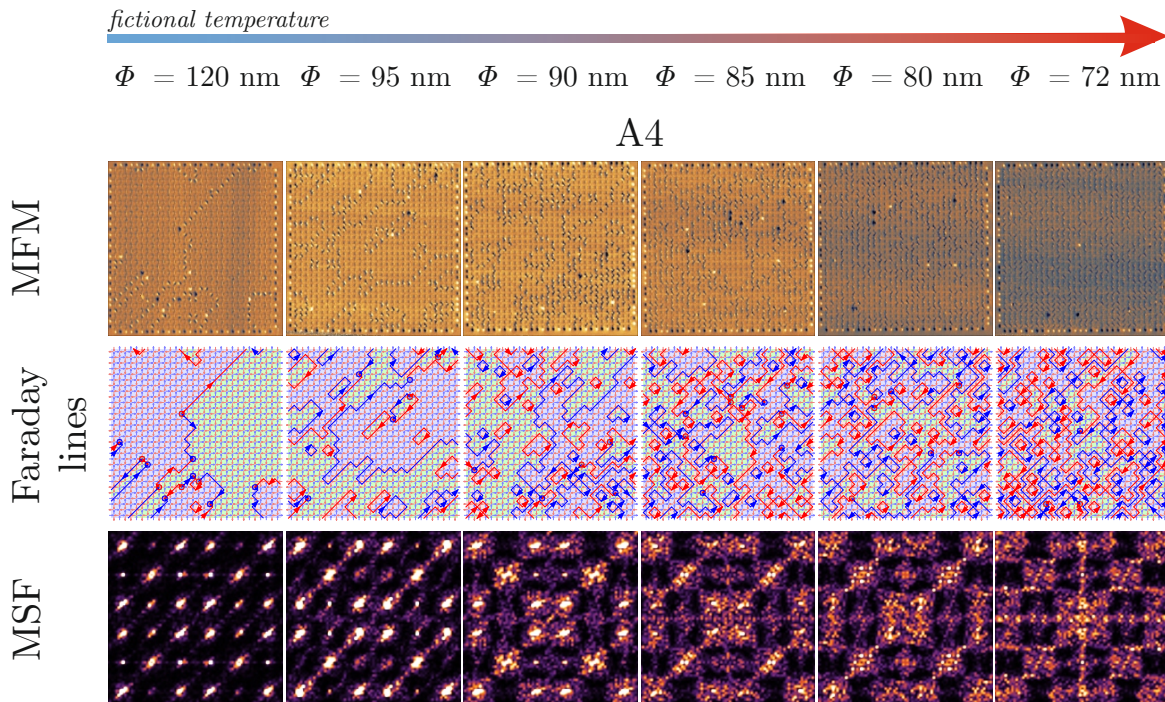 fictional temperature
Φ = 120 nm Φ = 95 nm Φ = 90 nm Φ = 85 nm Φ = 80 nm Φ = 72 nm
A4
MFM
Faraday
lines
MSF